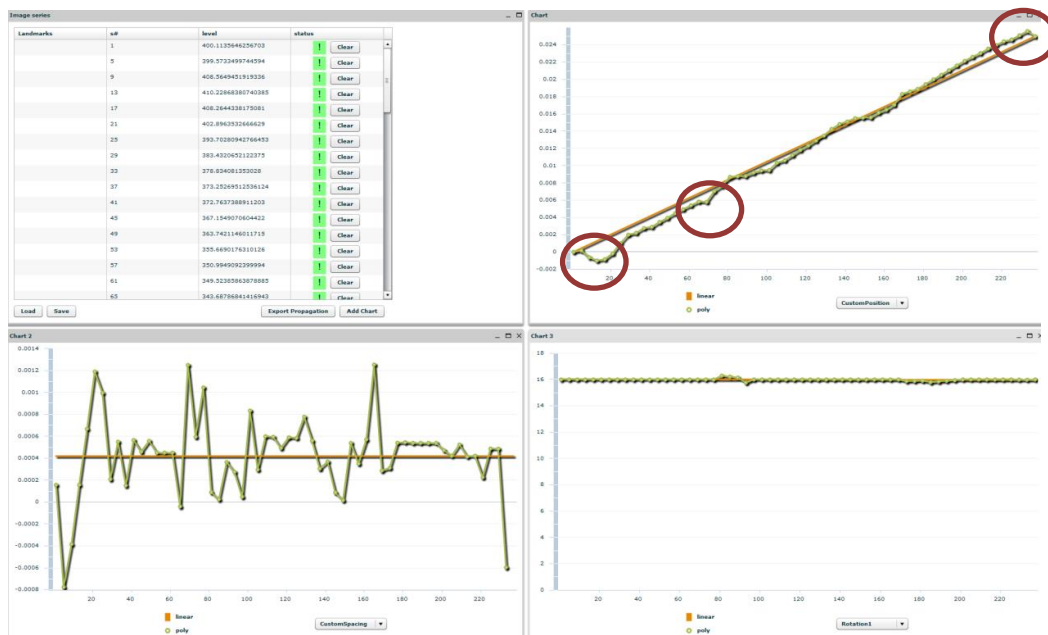 Image series
Landmarks s# level status
1 400.1135646256703 ! Clear
5 399.5733499744594 ! Clear
9 408.5649451919336 ! Clear
13 410.22868380740385 ! Clear
17 408.2644338175081 ! Clear
21 402.8963532666629 ! Clear
25 393.70280942766453 ! Clear
29 383.4320652122375 ! Clear
33 378.834081353028 ! Clear
37 373.25269512536124 ! Clear
41 372.7637388911203 ! Clear
45 367.1549070604422 ! Clear
49 363.7421146011715 ! Clear
53 355.6690176310126 ! Clear
57 350.9949092399994 ! Clear
61 349.52385863878885 ! Clear
65 343.68786841416943 ! Clear
Load Save Export Propagation Add Chart
Chart
0.024
0.022
0.02
0.018
0.016
0.014
0.012
0.01
0.008
0.006
0.004
0.002
0
-0.002
20 40 60 80 100 120 140 160 180 200 220
linear
poly
CustomPosition
Chart 2
0.0014
0.0012
0.001
0.0008
0.0006
0.0004
0.0002
0
-0.0002
-0.0004
-0.0006
-0.0008
20 40 60 80 100 120 140 160 180 200 220
linear
poly
CustomSpacing
Chart 3
18
16
14
12
10
8
6
4
2
0
20 40 60 80 100 120 140 160 180 200 220
linear
poly
Rotation1